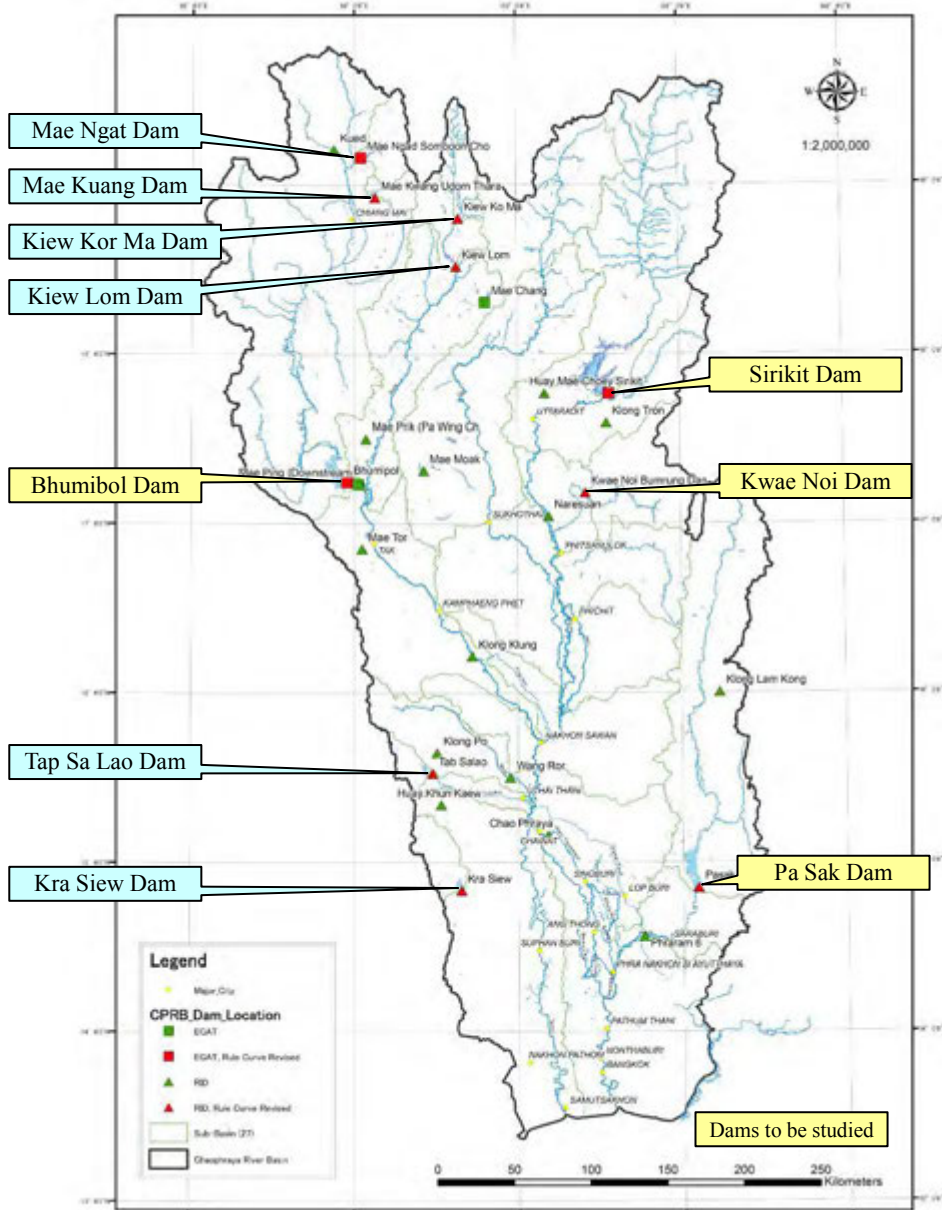 N
W E
S
1:2,000,000
Mae Ngat Dam
Kued
Mae Ngad Somboon Cho
Mae Kuang Dam
Mae Kwang Udom Thara
CHIANG MAI
Kiew Kor Ma Dam
Kiew Ko Ma
Kiew Lom Dam
Kiew Lom
Mae Chang
Sirikit Dam
Huay Mae Choey Sirikit
UTTARADIT
Klong Tron
Mae Prik (Pa Wing Ch
Mae Moak
Bhumibol Dam
Mae Ping (Downstream
Bhumipol
Kwae Noi Dam
Kwae Noi Bumrung Dan
Naresuan
SUKHOTHAI
PHITSANULOK
Mae Tor
TAK
KAMPHAENG PHET
PHICHIT
Klong Klung
Klong Lam Kong
NAKHON SAWAN
Tap Sa Lao Dam
Klong Po
Tab Salao
Wang Ror
UTHAI THANI
Huay Khun Kaew
Chao Phraya
CHAINAT
Kra Siew Dam
Kra Siew
Pa Sak Dam
Pasak
SINGBURI
LOP BURI
ANG THONG
SARABURI
SUPHAN BURI
Phraram 6
PHRA NAKHON SI AYUTTHAYA
PATHUM THANI
NAKHON PATHOM
NONTHABURI
BANGKOK
SAMUTSAKHON
Legend
Major_City
CPRB_Dam_Location
EGAT
EGAT, Rule Curve Revised
RID
RID, Rule Curve Revised
Sub-Basin (27)
Chaophraya River Basin
Dams to be studied
0 50 100 150 200 250
Kilometers